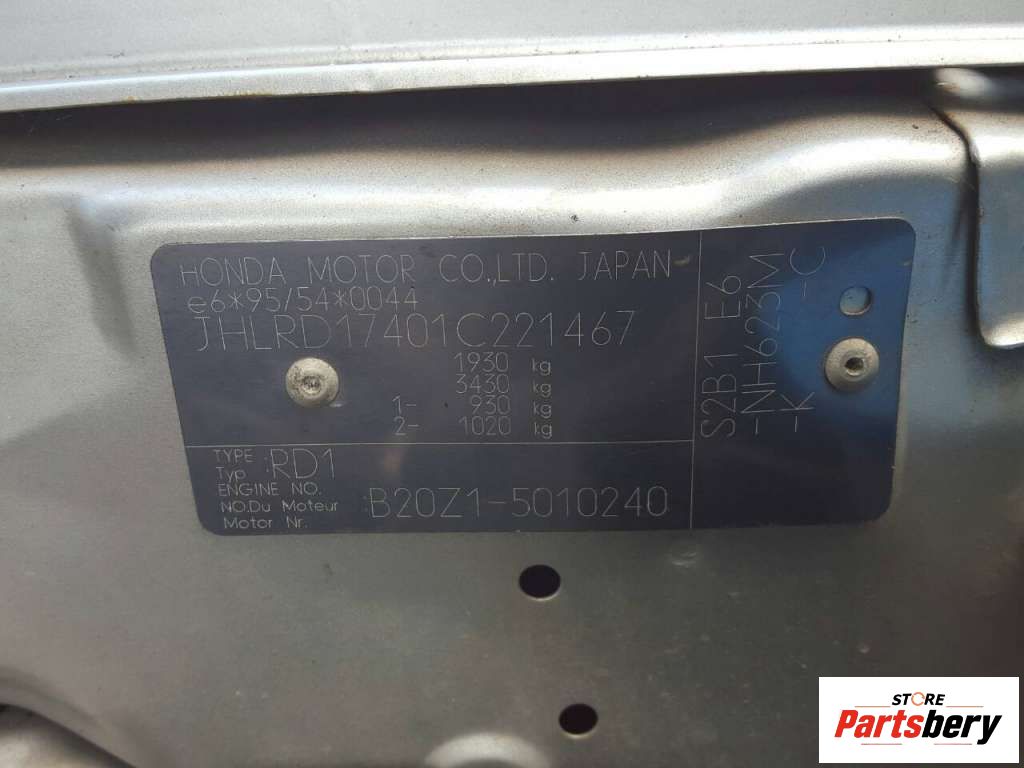 HONDA MOTOR CO.,LTD. JAPAN
e6*95/54*0044
JHLRD17401C221467
1930 kg
3430 kg
1- 930 kg
2- 1020 kg
TYPE
Typ :RD1
ENGINE NO.
NO.Du Moteur :B20Z1-5010240
Motor Nr.
S2B1 E6
-NH623M
-K -C
STORE
Partsbery